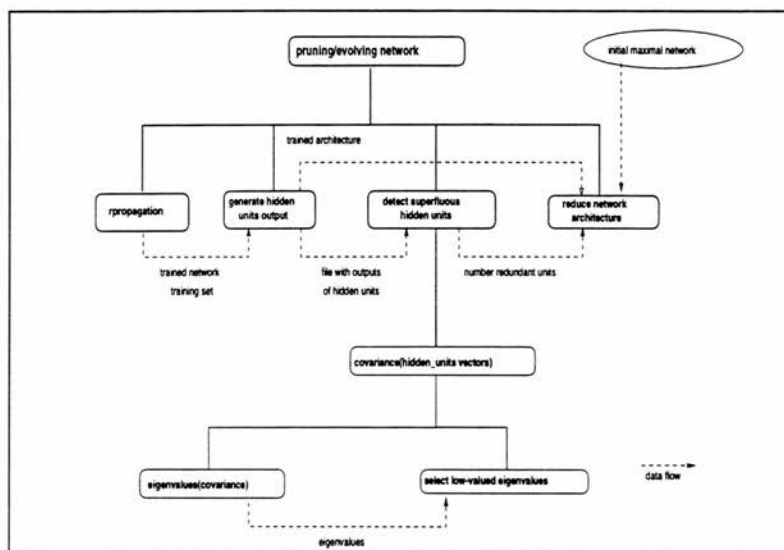 pruning/evolving network
initial maximal network
trained architecture
rpropagation
generate hidden
units output
detect superfluous
hidden units
reduce network
architecture
trained network
training set
file with outputs
of hidden units
number redundant units
covariance(hidden_units vectors)
eigenvalues(covariance)
select low-valued eigenvalues
data flow
eigenvalues